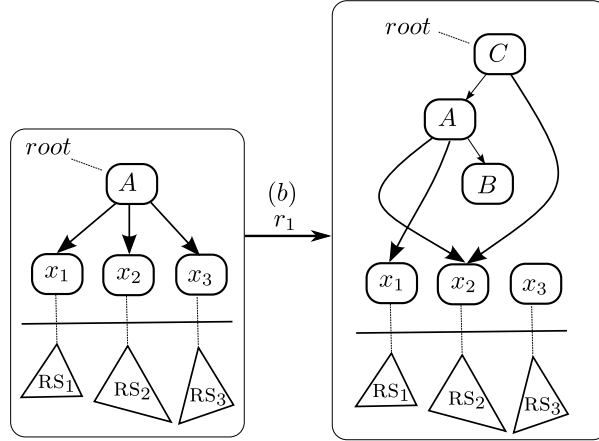 root
A
x1 x2 x3
RS1 RS2 RS3
(b)
r1
root
C
A
B
x1 x2 x3
RS1 RS2 RS3